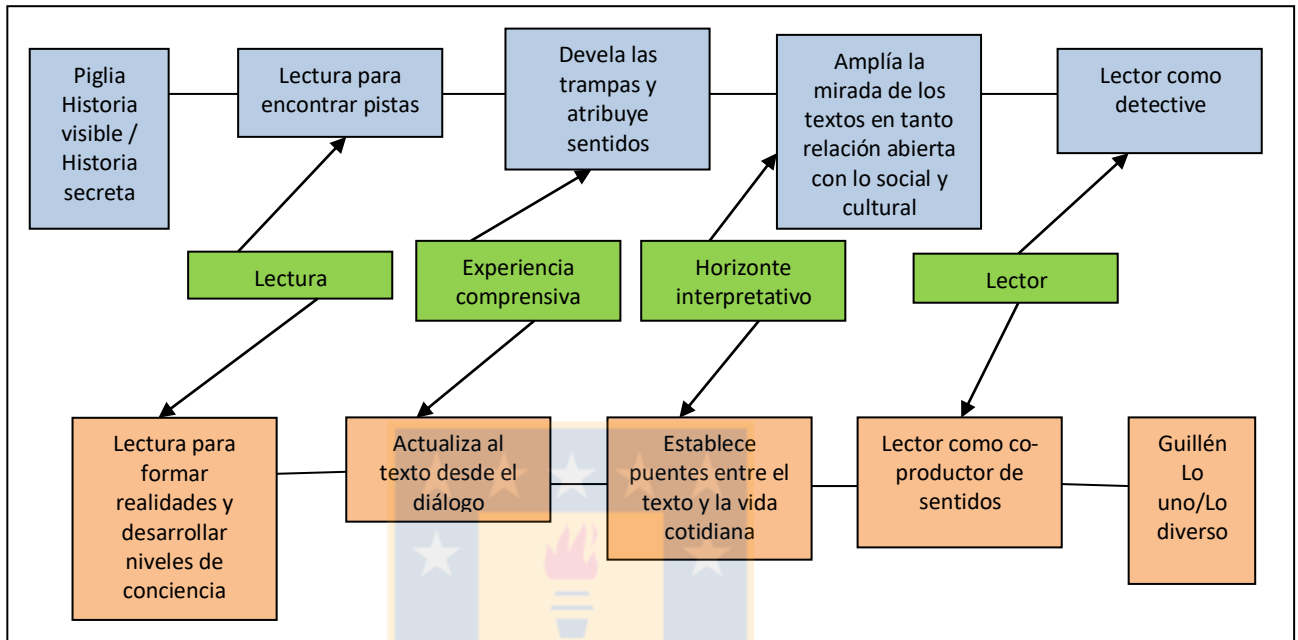 Piglia
Historia
visible /
Historia
secreta
Lectura para
encontrar pistas
Devela las
trampas y
atribuye
sentidos
Amplía la
mirada de los
textos en tanto
relación abierta
con lo social y
cultural
Lector como
detective
Lectura
Experiencia
comprensiva
Horizonte
interpretativo
Lector
Lectura para
formar
realidades y
desarrollar
niveles de
conciencia
Actualiza al
texto desde el
diálogo
Establece
puentes entre el
texto y la vida
cotidiana
Lector como co-
productor de
sentidos
Guillén
Lo
uno/Lo
diverso